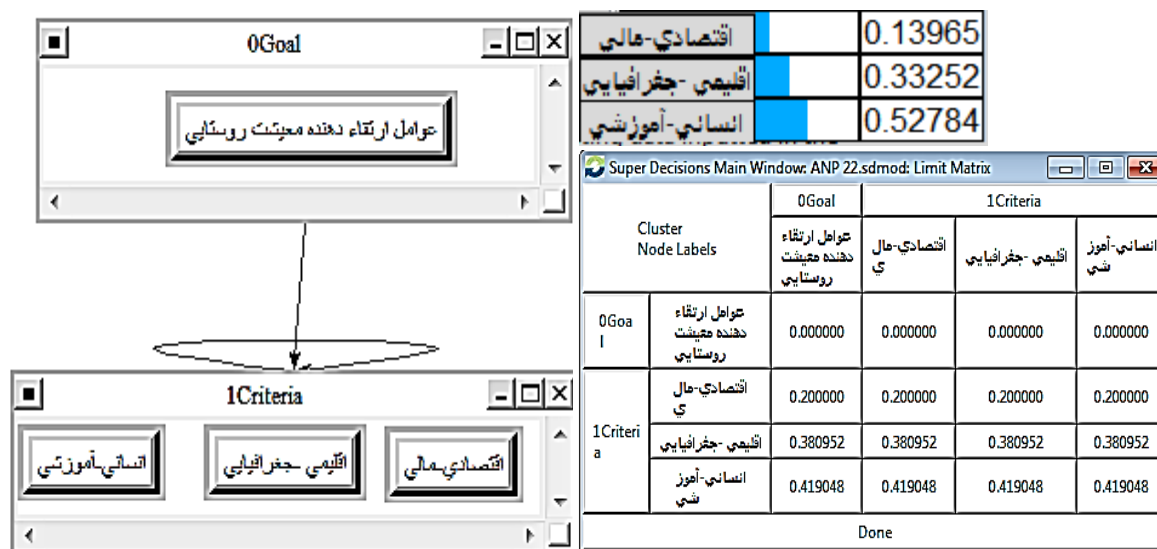 0Goal
عوامل ارتقاء دهنده معيشت روستايي
1Criteria
انساني-آموزشي
اقليمي -جغرافيايي
اقتصادي-مالي
اقتصادي-مالي 0.13965
اقليمي -جغرافيايي 0.33252
انساني-آموزشي 0.52784
Super Decisions Main Window: ANP 22.sdmod: Limit Matrix
Cluster
Node Labels
0Goal
1Criteria
عوامل ارتقاء
دهنده معيشت
روستايي
اقتصادي-مال
ي
اقليمي -جغرافيايي
انساني-آموز
شي
0Goa
l
عوامل ارتقاء
دهنده معيشت
روستايي
0.000000 0.000000 0.000000 0.000000
1Criteri
a
اقتصادي-مال
ي
0.200000 0.200000 0.200000 0.200000
اقليمي -جغرافيايي
0.380952 0.380952 0.380952 0.380952
انساني-آموز
شي
0.419048 0.419048 0.419048 0.419048
Done